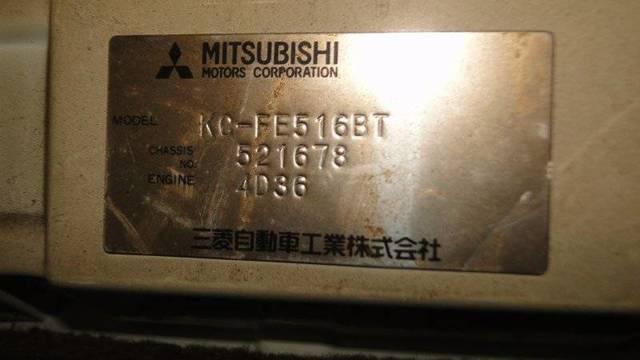 MITSUBISHI
MOTORS CORPORATION
MODEL KC-FE516BT
CHASSIS NO. 521678
ENGINE 4D36
三菱自動車工業株式会社